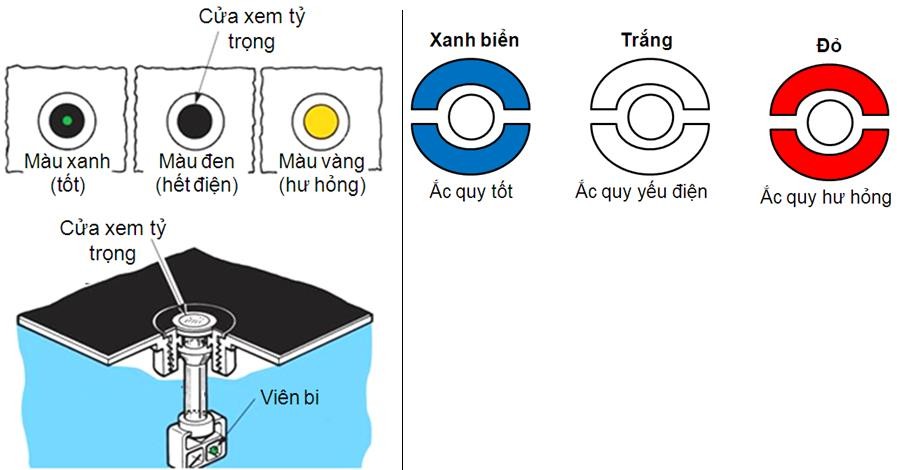 Cửa xem tỷ
trọng
Màu xanh
(tốt)
Màu đen
(hết điện)
Màu vàng
(hư hỏng)
Cửa xem tỷ
trọng
Viên bi
Xanh biển
Trắng
Đỏ
Ắc quy tốt
Ắc quy yếu điện
Ắc quy hư hỏng